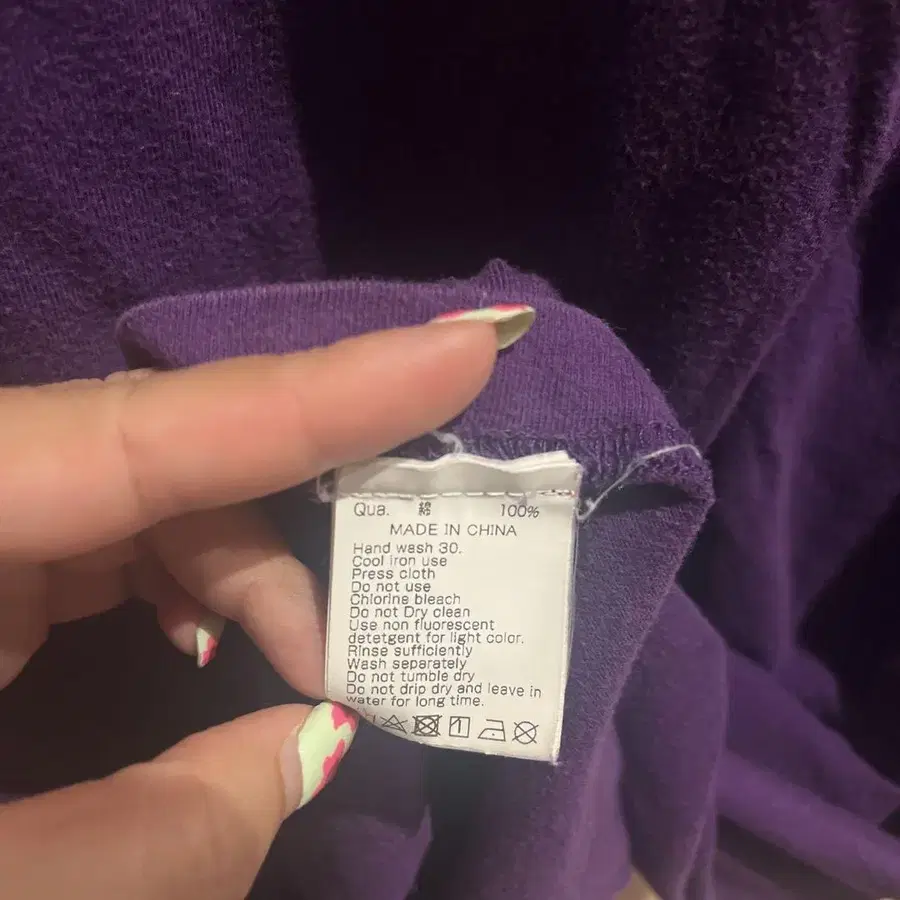 Qua. 綿 100%
MADE IN CHINA
Hand wash 30.
Cool iron use
Press cloth
Do not use
Chlorine bleach
Do not Dry clean
Use non fluorescent
detetgent for light color.
Rinse sufficiently
Wash separately
Do not tumble dry
Do not drip dry and leave in
water for long time.